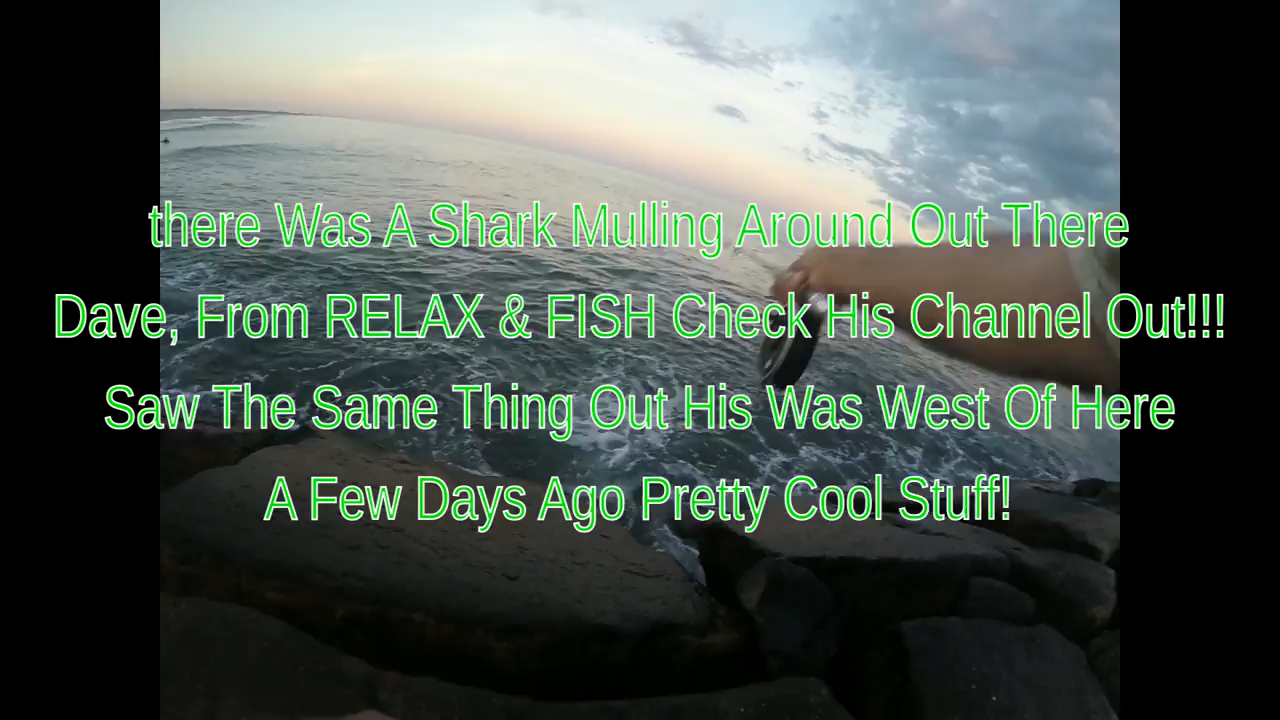 there Was A Shark Mulling Around Out There
Dave, From RELAX & FISH Check His Channel Out!!!
Saw The Same Thing Out His Was West Of Here
A Few Days Ago Pretty Cool Stuff!